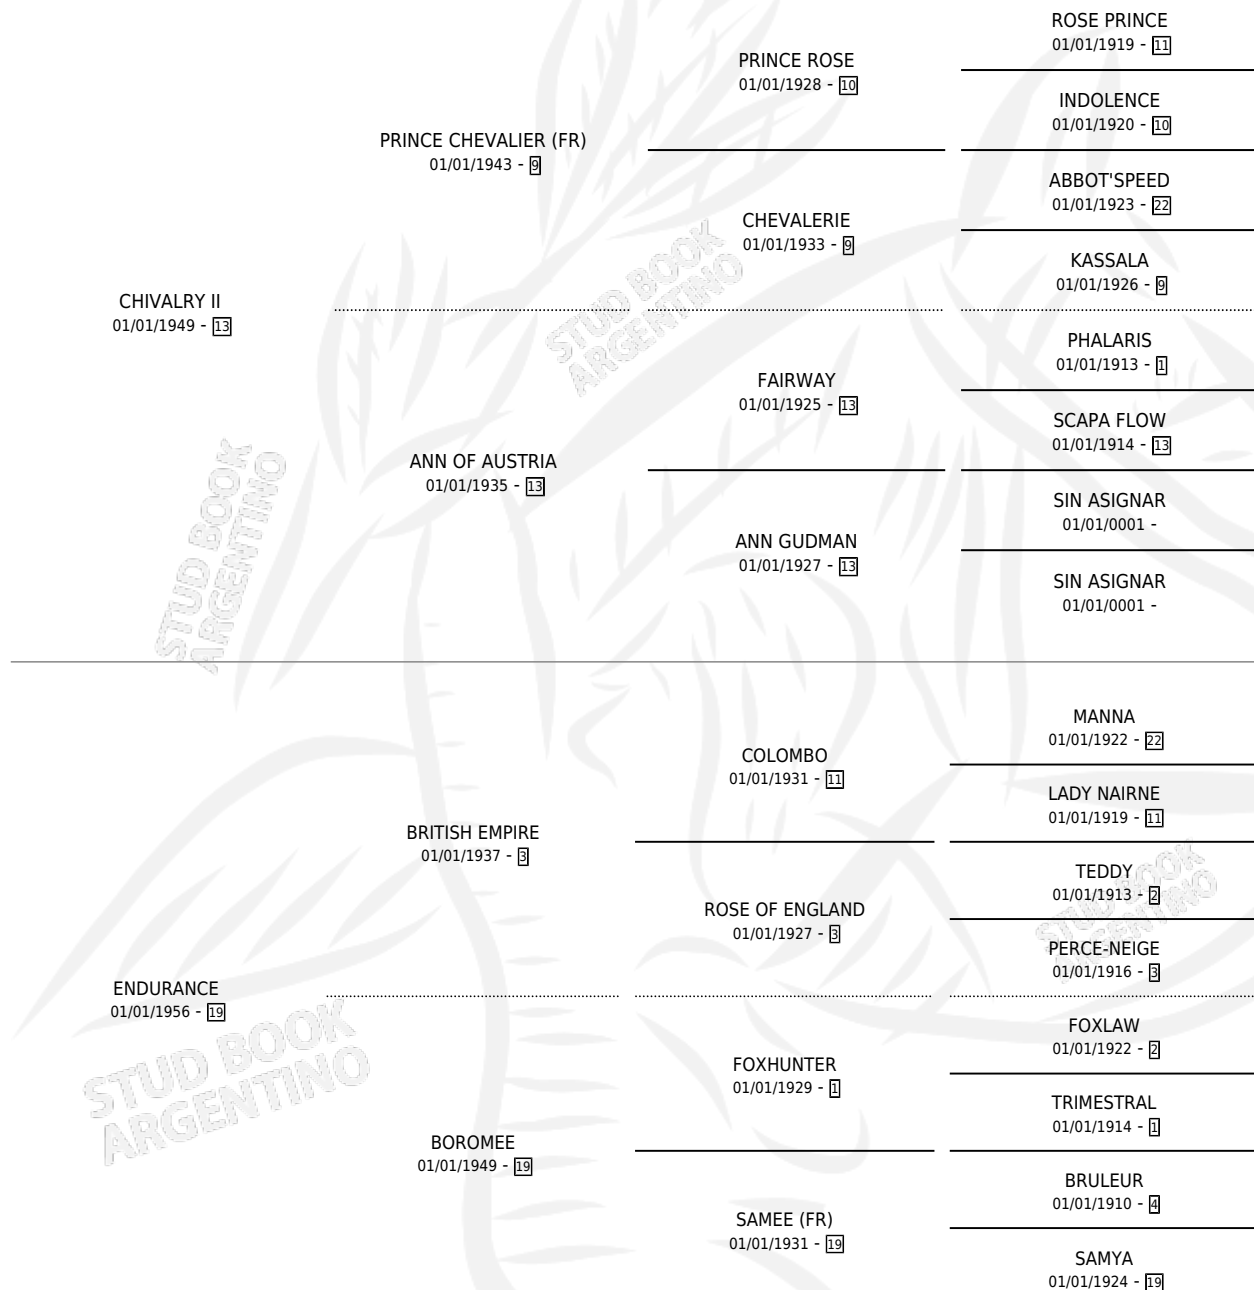 ROSE PRINCE
01/01/1919 - 11
PRINCE ROSE
01/01/1928 - 10
INDOLENCE
01/01/1920 - 10
PRINCE CHEVALIER (FR)
01/01/1943 - 9
ABBOT'SPEED
01/01/1923 - 22
CHEVALERIE
01/01/1933 - 9
KASSALA
01/01/1926 - 9
CHIVALRY II
01/01/1949 - 13
STUD BOOK
ARGENTINO
PHALARIS
01/01/1913 - 1
FAIRWAY
01/01/1925 - 13
SCAPA FLOW
01/01/1914 - 13
ANN OF AUSTRIA
01/01/1935 - 13
SIN ASIGNAR
01/01/0001 -
ANN GUDMAN
01/01/1927 - 13
SIN ASIGNAR
01/01/0001 -
STUD BOOK
ARGENTINO
MANNA
01/01/1922 - 22
COLOMBO
01/01/1931 - 11
LADY NAIRNE
01/01/1919 - 11
BRITISH EMPIRE
01/01/1937 - 3
TEDDY
01/01/1913 - 2
ROSE OF ENGLAND
01/01/1927 - 3
PERCE-NEIGE
01/01/1916 - 3
STUD BOOK
ARGENTINO
ENDURANCE
01/01/1956 - 19
STUD BOOK
ARGENTINO
FOXLAW
01/01/1922 - 2
FOXHUNTER
01/01/1929 - 1
TRIMESTRAL
01/01/1914 - 1
BOROMEE
01/01/1949 - 19
BRULEUR
01/01/1910 - 4
SAMEE (FR)
01/01/1931 - 19
SAMYA
01/01/1924 - 19